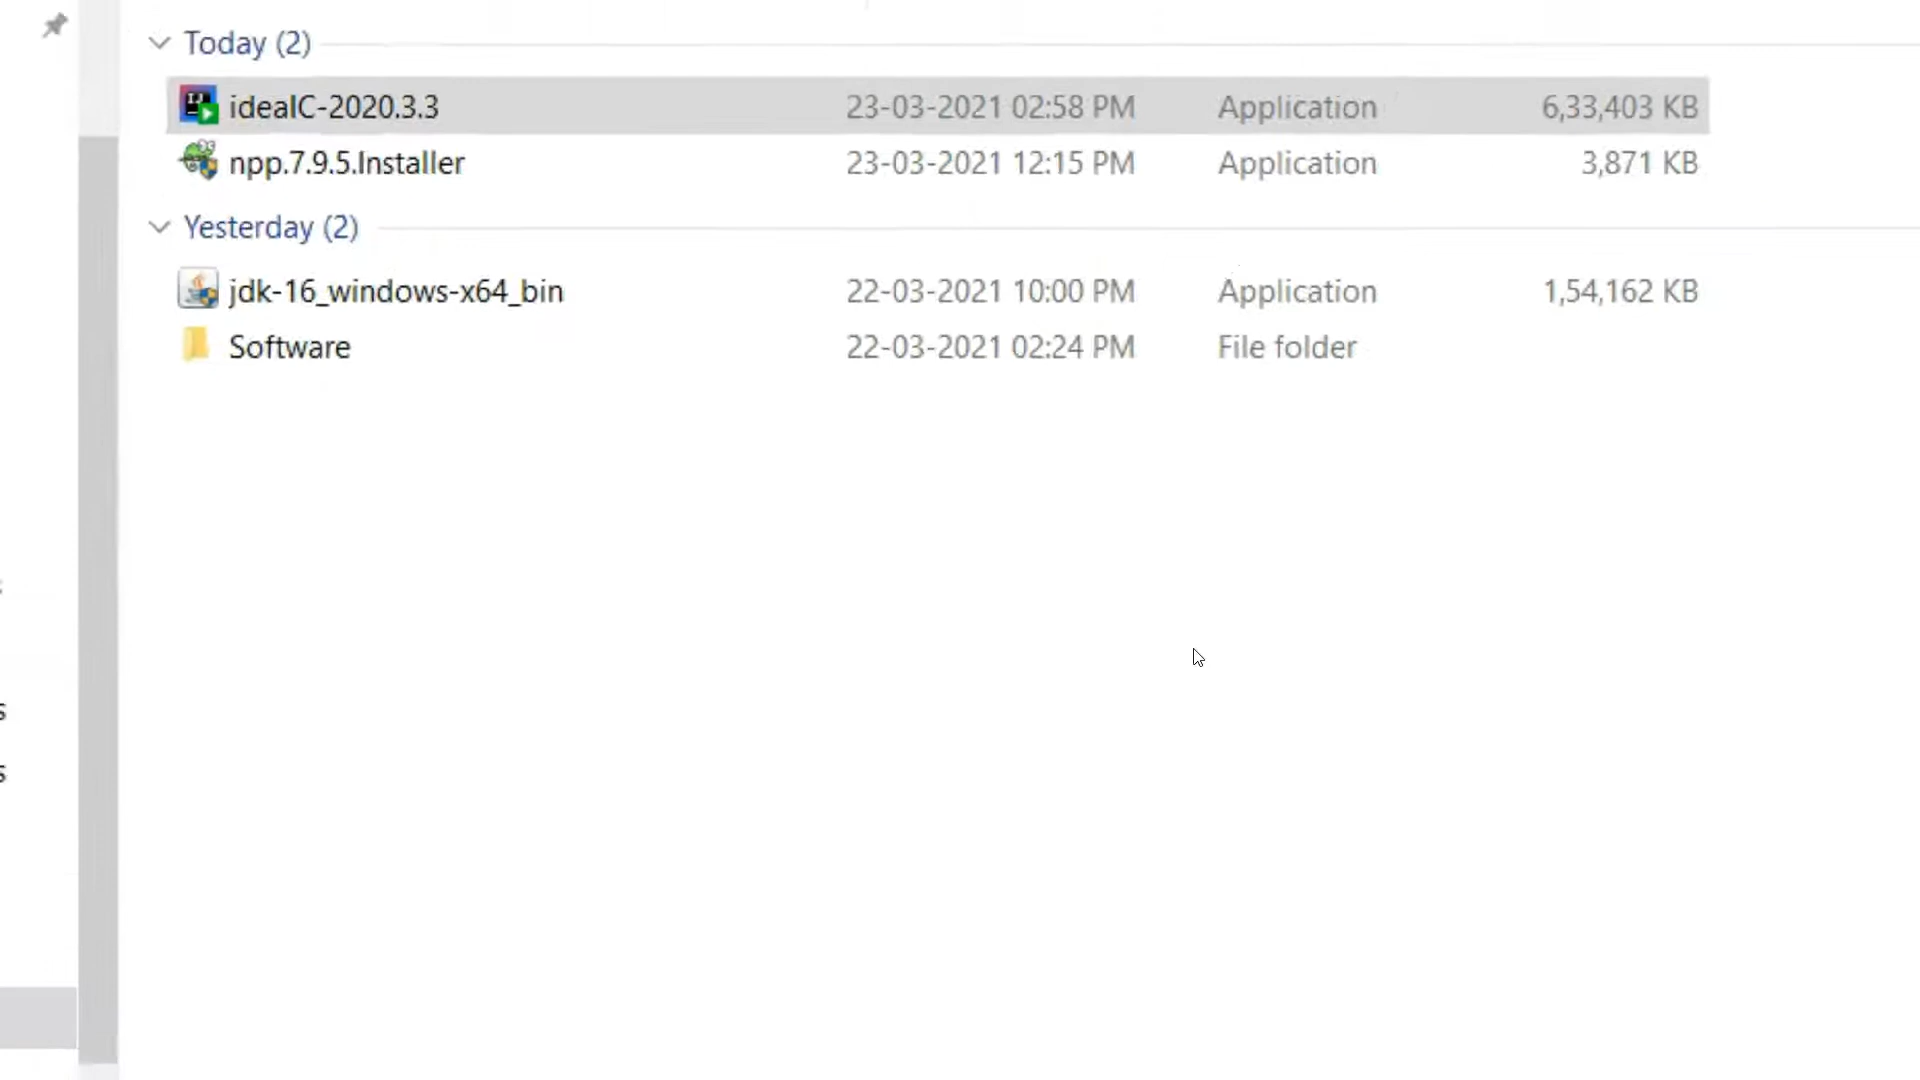 Today (2)
ideaIC-2020.3.3 23-03-2021 02:58 PM Application 6,33,403 KB
npp.7.9.5.Installer 23-03-2021 12:15 PM Application 3,871 KB
Yesterday (2)
jdk-16_windows-x64_bin 22-03-2021 10:00 PM Application 1,54,162 KB
Software 22-03-2021 02:24 PM File folder
s
s